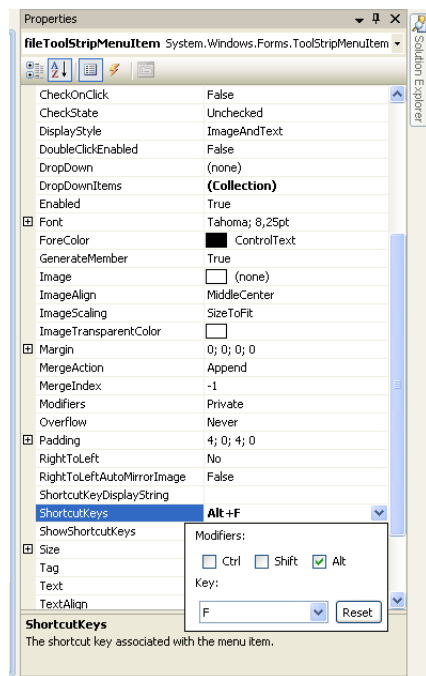 Properties
fileToolStripMenuItem System.Windows.Forms.ToolStripMenuItem
Solution Explorer
CheckOnClick False
CheckState Unchecked
DisplayStyle ImageAndText
DoubleClickEnabled False
DropDown (none)
DropDownItems (Collection)
Enabled True
Font Tahoma; 8,25pt
ForeColor ControlText
GenerateMember True
Image (none)
ImageAlign MiddleCenter
ImageScaling SizeToFit
ImageTransparentColor
Margin 0; 0; 0; 0
MergeAction Append
MergeIndex -1
Modifiers Private
Overflow Never
Padding 4; 0; 4; 0
RightToLeft No
RightToLeftAutoMirrorImage False
ShortcutKeyDisplayString
ShortcutKeys Alt+F
ShowShortcutKeys
Size
Tag
Text
TextAlign
Modifiers:
Ctrl Shift Alt
Key:
F Reset
ShortcutKeys
The shortcut key associated with the menu item.